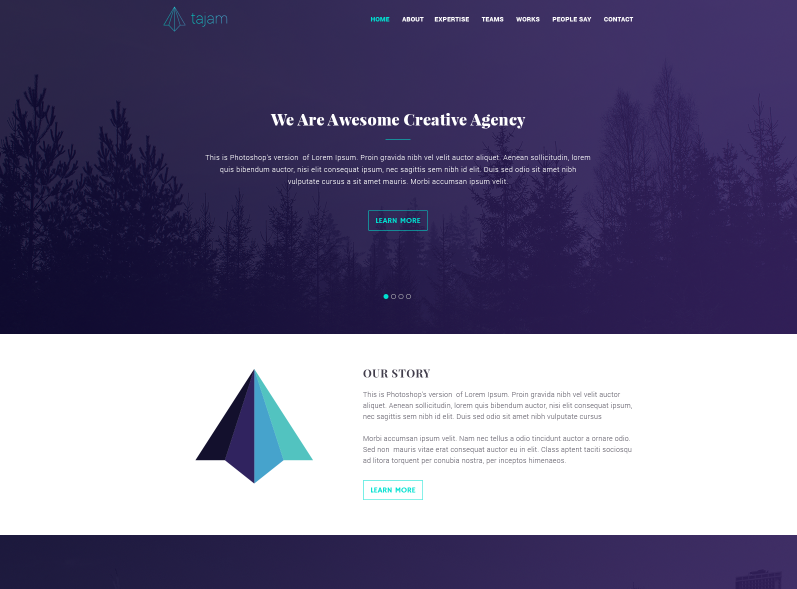 tajam
HOME ABOUT EXPERTISE TEAMS WORKS PEOPLE SAY CONTACT
We Are Awesome Creative Agency
This is Photoshop's version of Lorem Ipsum. Proin gravida nibh vel velit auctor aliquet. Aenean sollicitudin, lorem
quis bibendum auctor, nisi elit consequat ipsum, nec sagittis sem nibh id elit. Duis sed odio sit amet nibh
vulputate cursus a sit amet mauris. Morbi accumsan ipsum velit.
LEARN MORE
OUR STORY
This is Photoshop's version of Lorem Ipsum. Proin gravida nibh vel velit auctor
aliquet. Aenean sollicitudin, lorem quis bibendum auctor, nisi elit consequat ipsum,
nec sagittis sem nibh id elit. Duis sed odio sit amet nibh vulputate cursus
Morbi accumsan ipsum velit. Nam nec tellus a odio tincidunt auctor a ornare odio.
Sed non mauris vitae erat consequat auctor eu in elit. Class aptent taciti sociosqu
ad litora torquent per conubia nostra, per inceptos himenaeos.
LEARN MORE